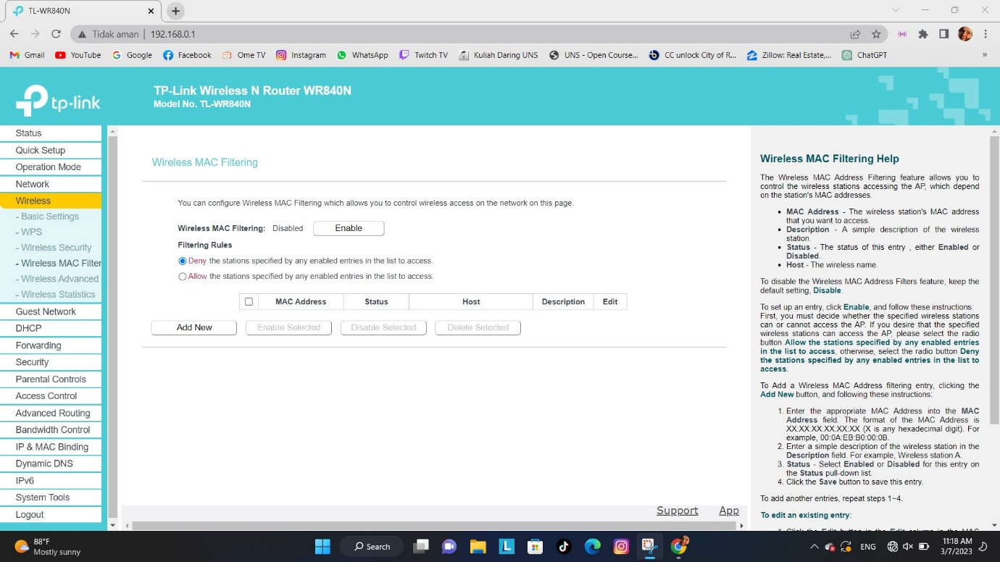 TL-WR840N
Tidak aman | 192.168.0.1
Gmail YouTube Google Facebook Ome TV Instagram WhatsApp Twitch TV Kuliah Daring UNS UNS - Open Course... CC unlock City of R... Zillow: Real Estate,... ChatGPT »
tp-link
TP-Link Wireless N Router WR840N
Model No. TL-WR840N
Status
Quick Setup
Operation Mode
Network
Wireless
- Basic Settings
- WPS
- Wireless Security
- Wireless MAC Filter
- Wireless Advanced
- Wireless Statistics
Guest Network
DHCP
Forwarding
Security
Parental Controls
Access Control
Advanced Routing
Bandwidth Control
IP & MAC Binding
Dynamic DNS
IPv6
System Tools
Logout
Wireless MAC Filtering
You can configure Wireless MAC Filtering which allows you to control wireless access on the network on this page.
Wireless MAC Filtering: Disabled Enable
Filtering Rules
Deny the stations specified by any enabled entries in the list to access.
Allow the stations specified by any enabled entries in the list to access.
MAC Address Status Host Description Edit
Add New Enable Selected Disable Selected Delete Selected
Support App
Wireless MAC Filtering Help
The Wireless MAC Address Filtering feature allows you to
control the wireless stations accessing the AP, which depend
on the station's MAC addresses.
• MAC Address - The wireless station's MAC address
that you want to access.
• Description - A simple description of the wireless
station.
• Status - The status of this entry , either Enabled or
Disabled.
• Host - The wireless name.
To disable the Wireless MAC Address Filters feature, keep the
default setting, Disable.
To set up an entry, click Enable, and follow these instructions:
First, you must decide whether the specified wireless stations
can or cannot access the AP. If you desire that the specified
wireless stations can access the AP, please select the radio
button Allow the stations specified by any enabled entries
in the list to access, otherwise, select the radio button Deny
the stations specified by any enabled entries in the list to
access.
To Add a Wireless MAC Address filtering entry, clicking the
Add New button, and following these instructions:
1. Enter the appropriate MAC Address into the MAC
Address field. The format of the MAC Address is
XX:XX:XX:XX:XX:XX (X is any hexadecimal digit). For
example, 00:0A:EB:B0:00:0B.
2. Enter a simple description of the wireless station in the
Description field. For example, Wireless station A.
3. Status - Select Enabled or Disabled for this entry on
the Status pull-down list.
4. Click the Save button to save this entry.
To add another entries, repeat steps 1~4.
To edit an existing entry:
88°F
Mostly sunny
Search
ENG
11:18 AM
3/7/2023